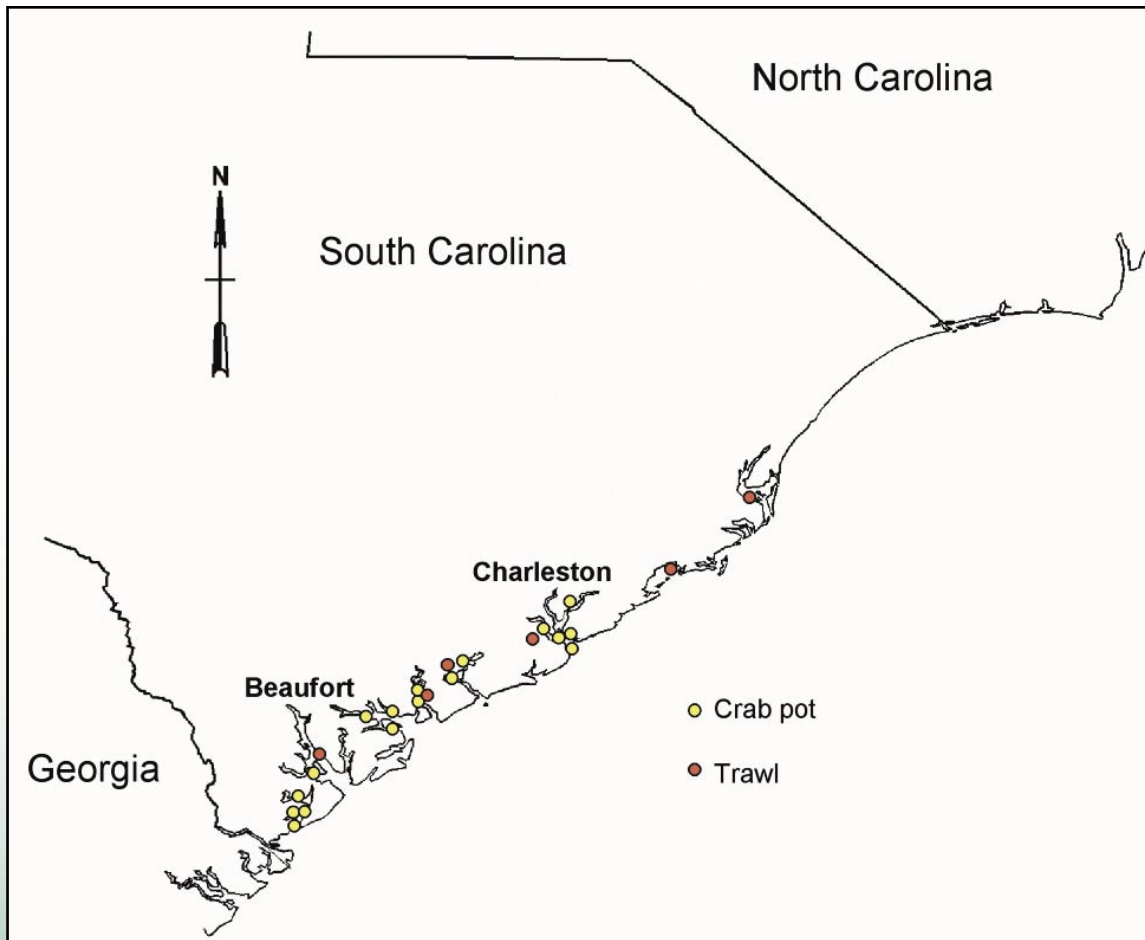 North Carolina
N
South Carolina
Charleston
Beaufort
Crab pot
Georgia
Trawl